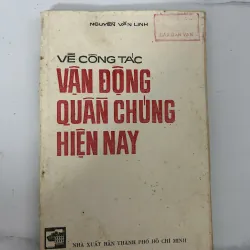 NGUYỄN VĂN LINH
VỀ CÔNG TÁC
VẬN ĐỘNG
QUẦN CHÚNG
HIỆN NAY
NHÀ XUẤT BẢN THÀNH PHỐ HỒ CHÍ MINH